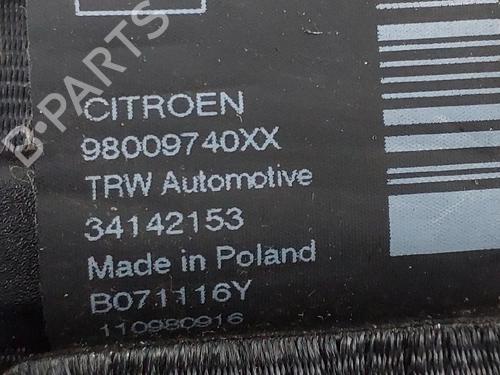 B-PARTS
CITROEN
98009740XX
TRW Automotive
34142153
Made in Poland
B071116Y
110980916